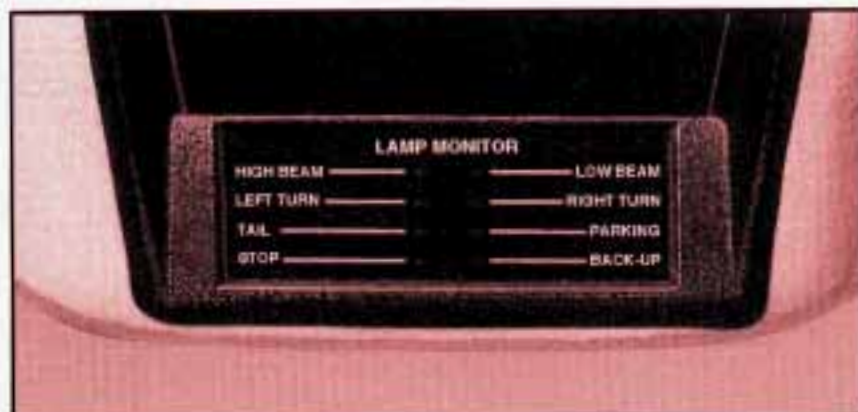 LAMP MONITOR
HIGH BEAM LOW BEAM
LEFT TURN RIGHT TURN
TAIL PARKING
STOP BACK-UP